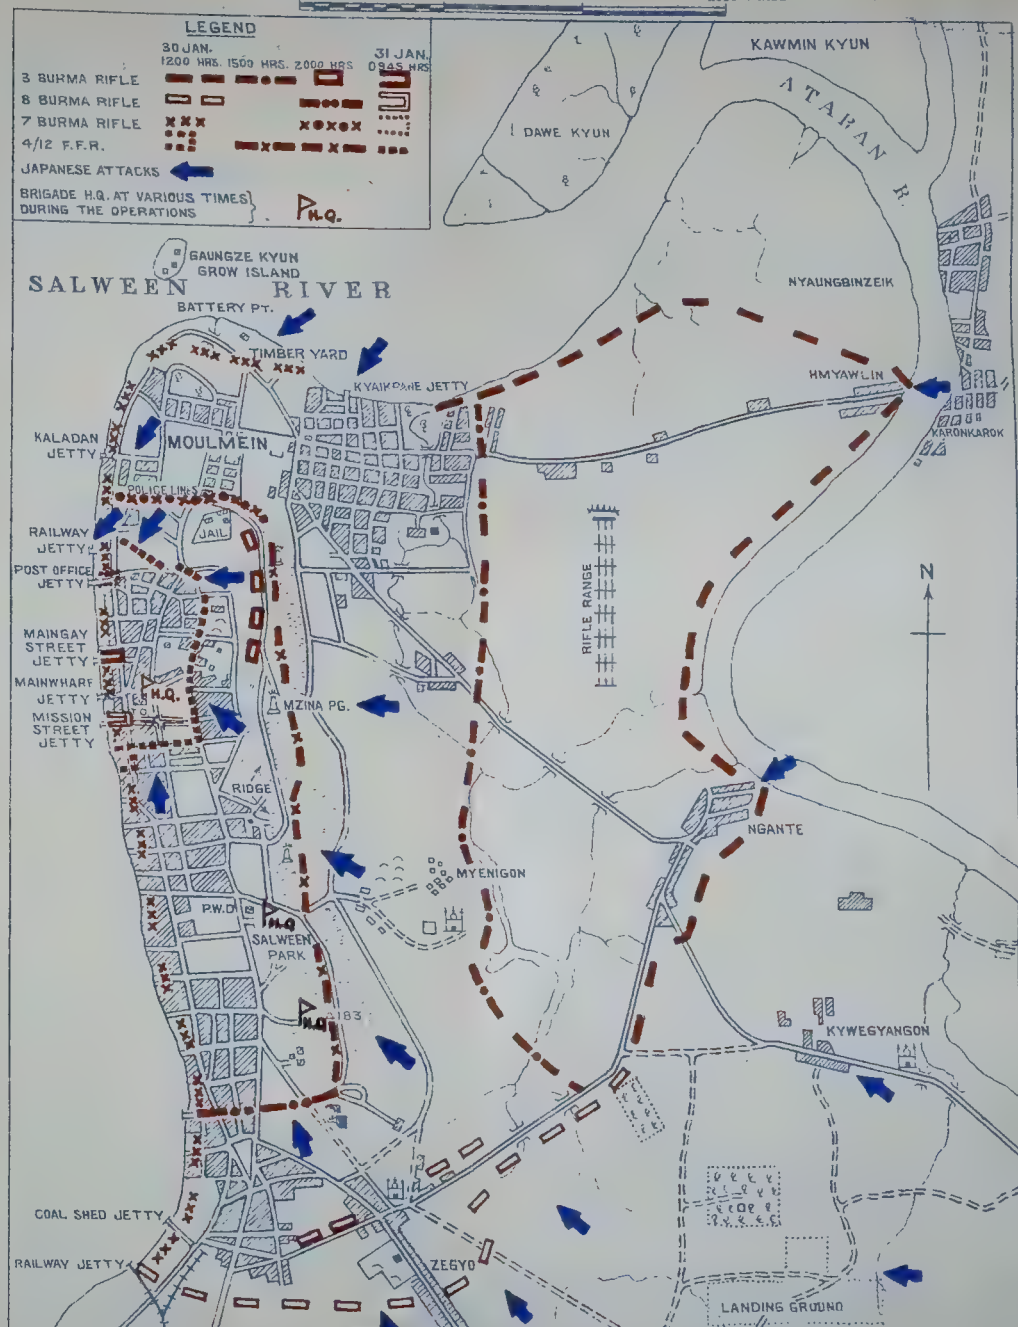 LEGEND
30 JAN. 31 JAN.
1200 HRS. 1500 HRS. 2000 HRS 0945 HRS
3 BURMA RIFLE
8 BURMA RIFLE
7 BURMA RIFLE
4/12 F.F.R.
JAPANESE ATTACKS
BRIGADE H.Q. AT VARIOUS TIMES
DURING THE OPERATIONS
H.Q.
KAWMIN KYUN
ATARAN R.
DAWE KYUN
GAUNGZE KYUN
GROW ISLAND
SALWEEN RIVER
BATTERY PT.
NYAUNGBINZEIK
TIMBER YARD
KYAIKPANE JETTY
HMYAWLIN
KARONKAROK
KALADAN
JETTY
MOULMEIN
POLICE LINES
JAIL
RAILWAY
JETTY
POST OFFICE
JETTY
RIFLE RANGE
N
MAINGAY
STREET
JETTY
MAINWHARF
JETTY
H.Q.
MZINA PG.
MISSION
STREET
JETTY
RIDGE
NGANTE
MYENIGON
P.W.D
H.Q
SALWEEN
PARK
H.Q
183
KYWEGYANGON
COAL SHED JETTY
RAILWAY JETTY
ZEGYO
LANDING GROUND